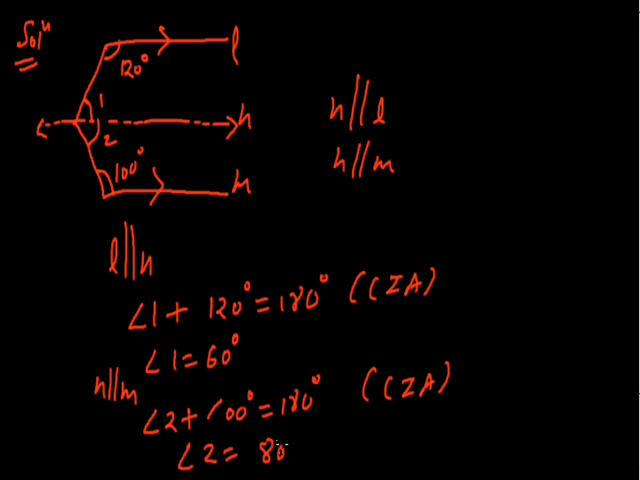 Solⁿ
l
120°
1
n
2
100°
m
n||l
n||m
l||n
∠1 + 120° = 180° (CIA)
∠1 = 60°
n||m
∠2 + 100° = 180° (CIA)
∠2 = 80